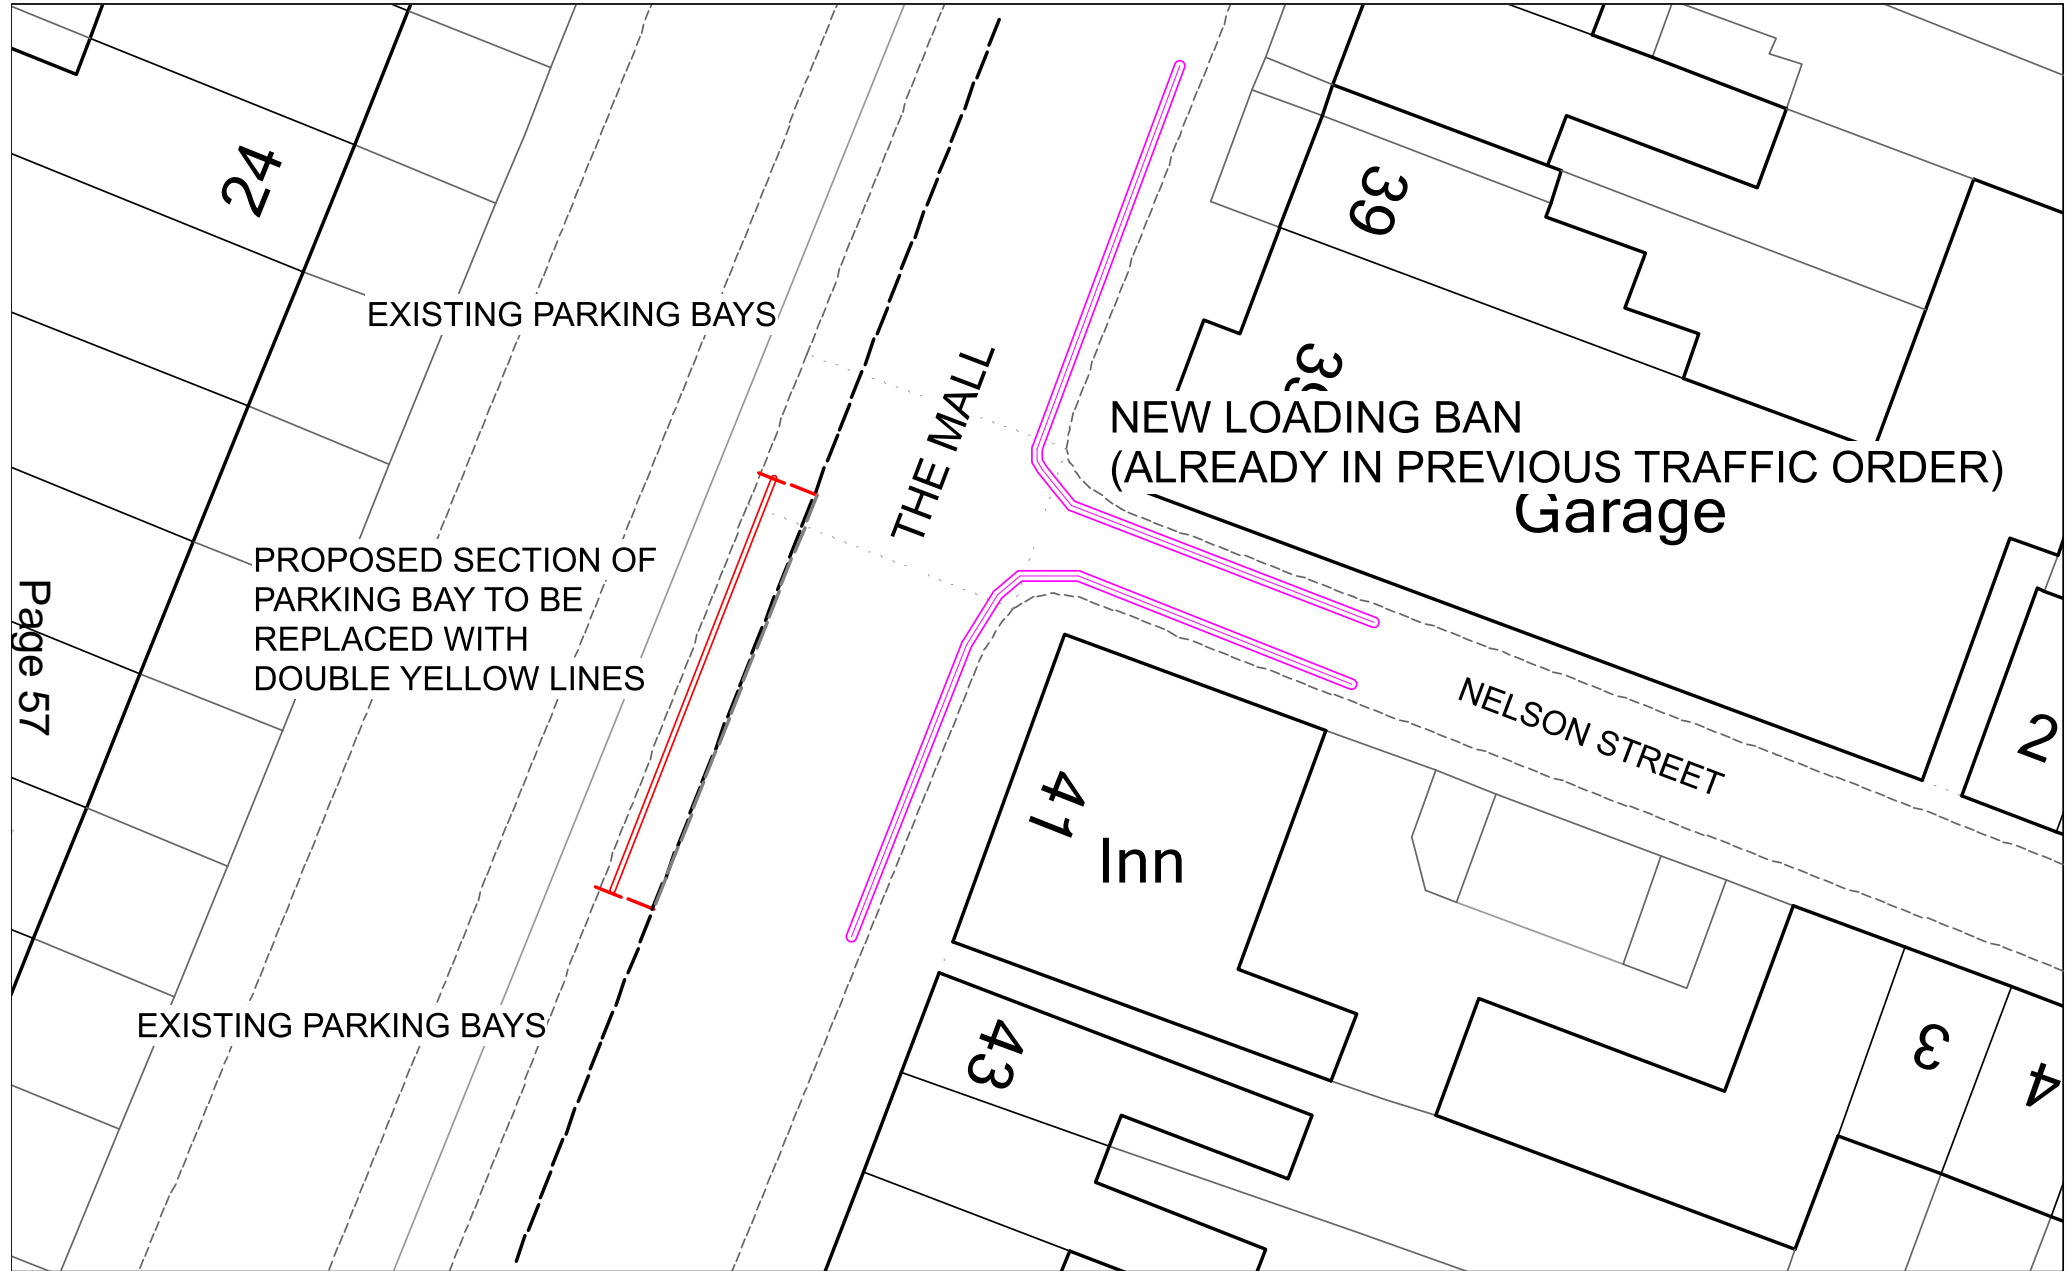 24
39
EXISTING PARKING BAYS
THE MALL
39
NEW LOADING BAN
(ALREADY IN PREVIOUS TRAFFIC ORDER)
Garage
PROPOSED SECTION OF
PARKING BAY TO BE
REPLACED WITH
DOUBLE YELLOW LINES
Page 57
NELSON STREET
2
41
Inn
EXISTING PARKING BAYS
43
3
4